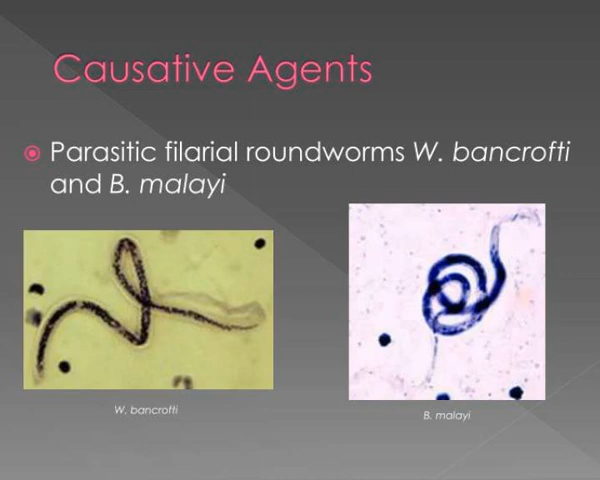 Causative Agents
Parasitic filarial roundworms W. bancrofti
and B. malayi
W. bancrofti
B. malayi